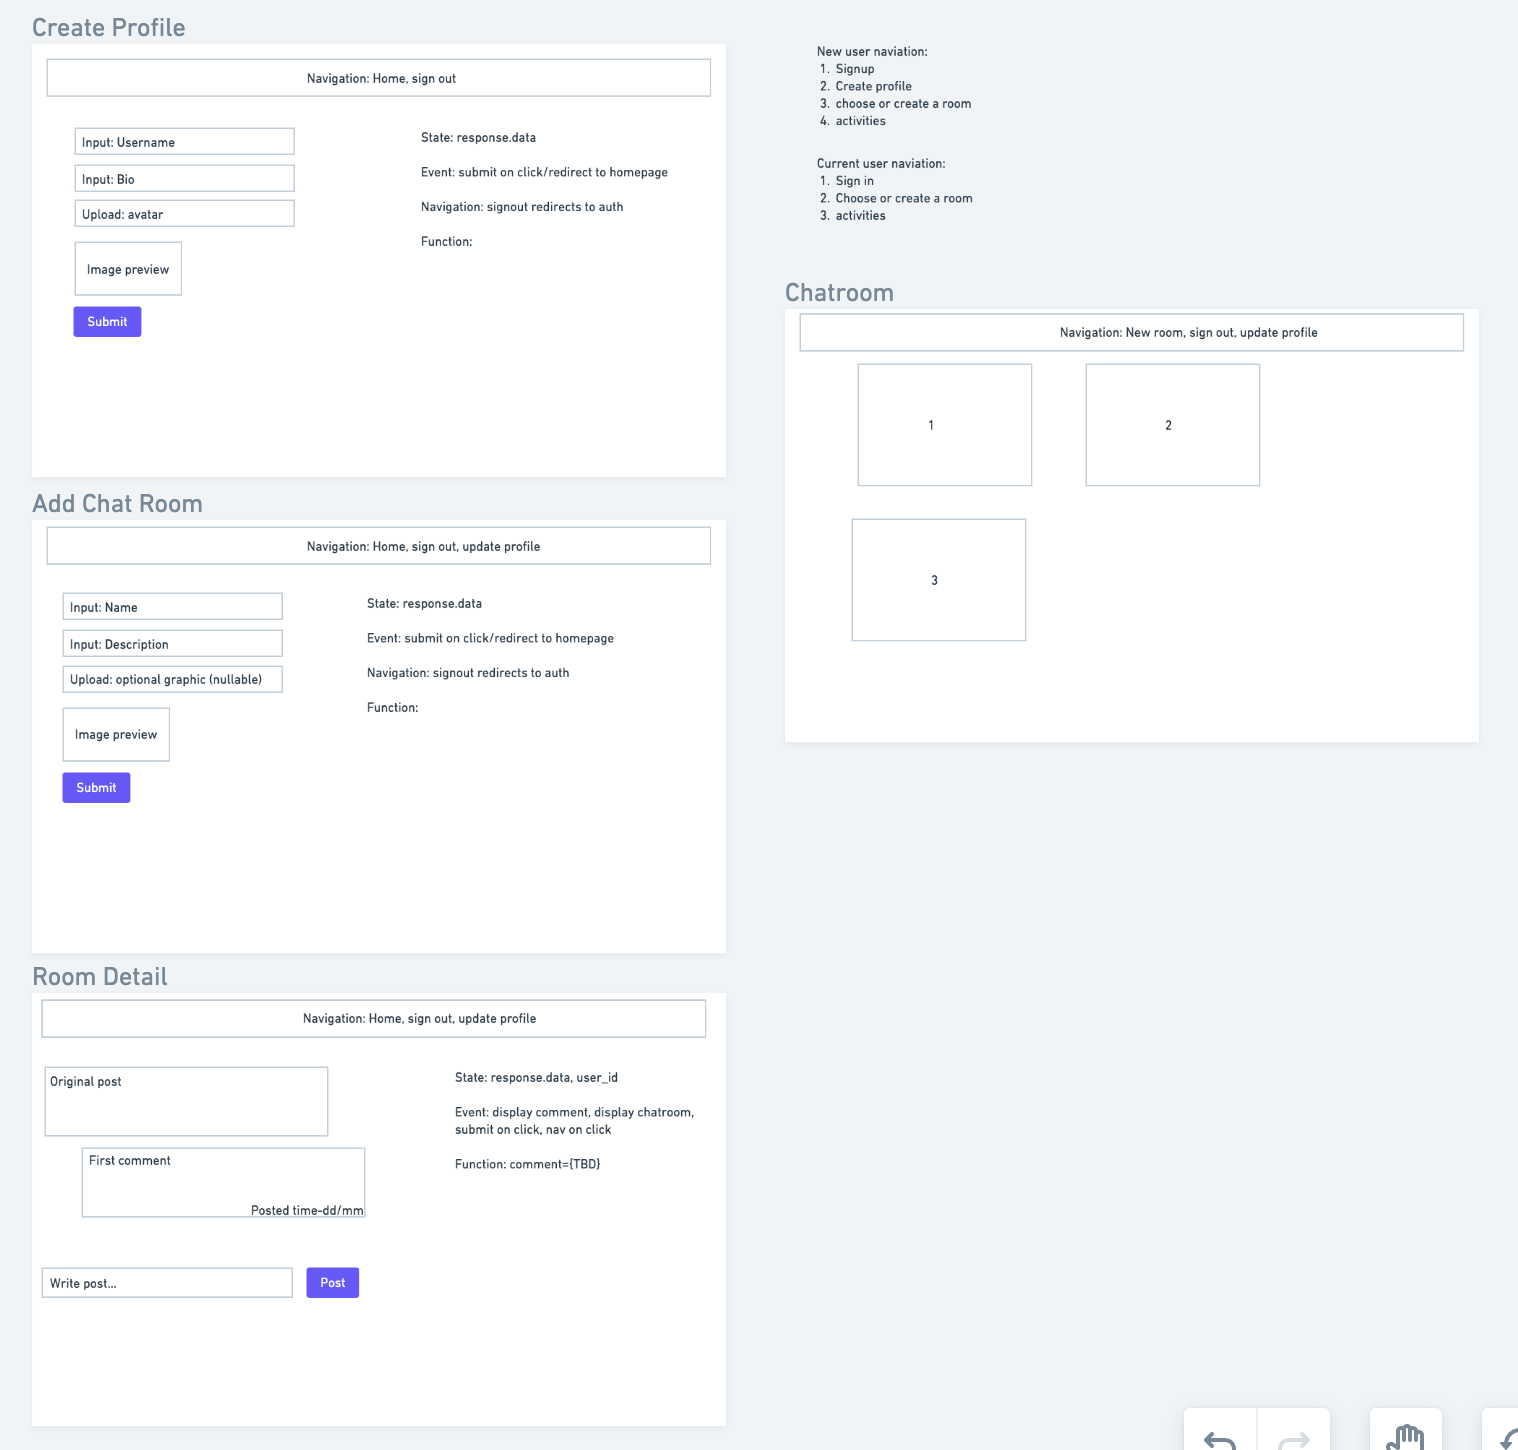 Create Profile
Navigation: Home, sign out
Input: Username
Input: Bio
Upload: avatar
Image preview
Submit
State: response.data
Event: submit on click/redirect to homepage
Navigation: signout redirects to auth
Function:
New user naviation:
1. Signup
2. Create profile
3. choose or create a room
4. activities
Current user naviation:
1. Sign in
2. Choose or create a room
3. activities
Chatroom
Navigation: New room, sign out, update profile
1
2
3
Add Chat Room
Navigation: Home, sign out, update profile
Input: Name
Input: Description
Upload: optional graphic (nullable)
Image preview
Submit
State: response.data
Event: submit on click/redirect to homepage
Navigation: signout redirects to auth
Function:
Room Detail
Navigation: Home, sign out, update profile
Original post
First comment
Posted time-dd/mm
Write post...
Post
State: response.data, user_id
Event: display comment, display chatroom,
submit on click, nav on click
Function: comment={TBD}